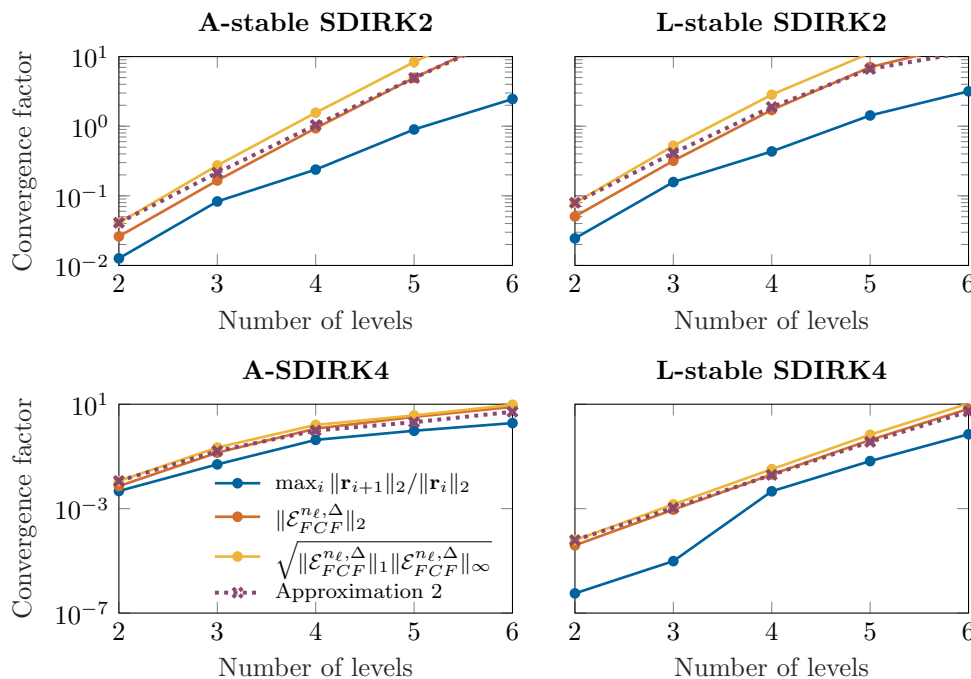 A-stable SDIRK2
L-stable SDIRK2
Convergence factor
10^1
10^0
10^−1
10^−2
2 3 4 5 6
Number of levels
2 3 4 5 6
Number of levels
A-SDIRK4
L-stable SDIRK4
Convergence factor
10^1
10^−3
10^−7
max_i ‖r_{i+1}‖_2/‖r_i‖_2
‖ℰ_{FCF}^{n_ℓ,Δ}‖_2
√‖ℰ_{FCF}^{n_ℓ,Δ}‖_1‖ℰ_{FCF}^{n_ℓ,Δ}‖_∞
Approximation 2
2 3 4 5 6
Number of levels
2 3 4 5 6
Number of levels